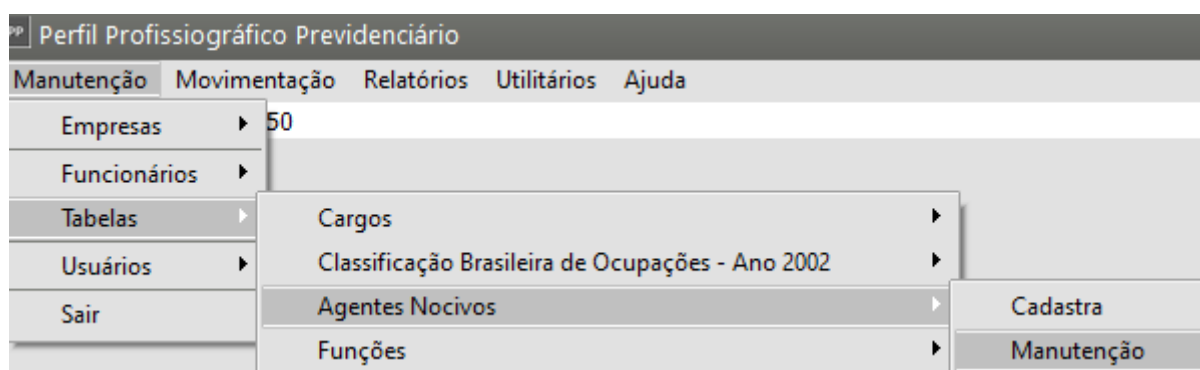 PP Perfil Profissiográfico Previdenciário
Manutenção Movimentação Relatórios Utilitários Ajuda
Empresas 50
Funcionários
Tabelas Cargos
Usuários Classificação Brasileira de Ocupações - Ano 2002
Sair Agentes Nocivos Cadastra
Funções Manutenção